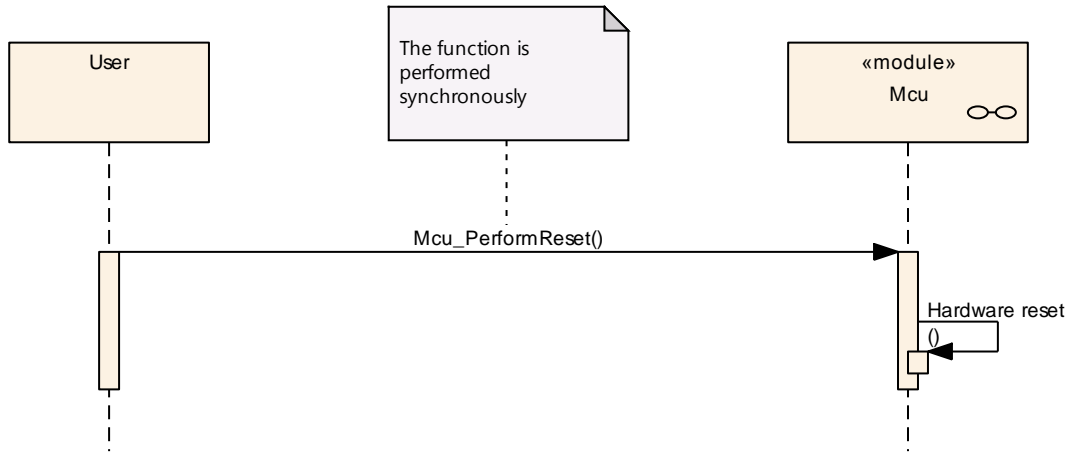 User
The function is
performed
synchronously
«module»
Mcu
Mcu_PerformReset()
Hardware reset
()